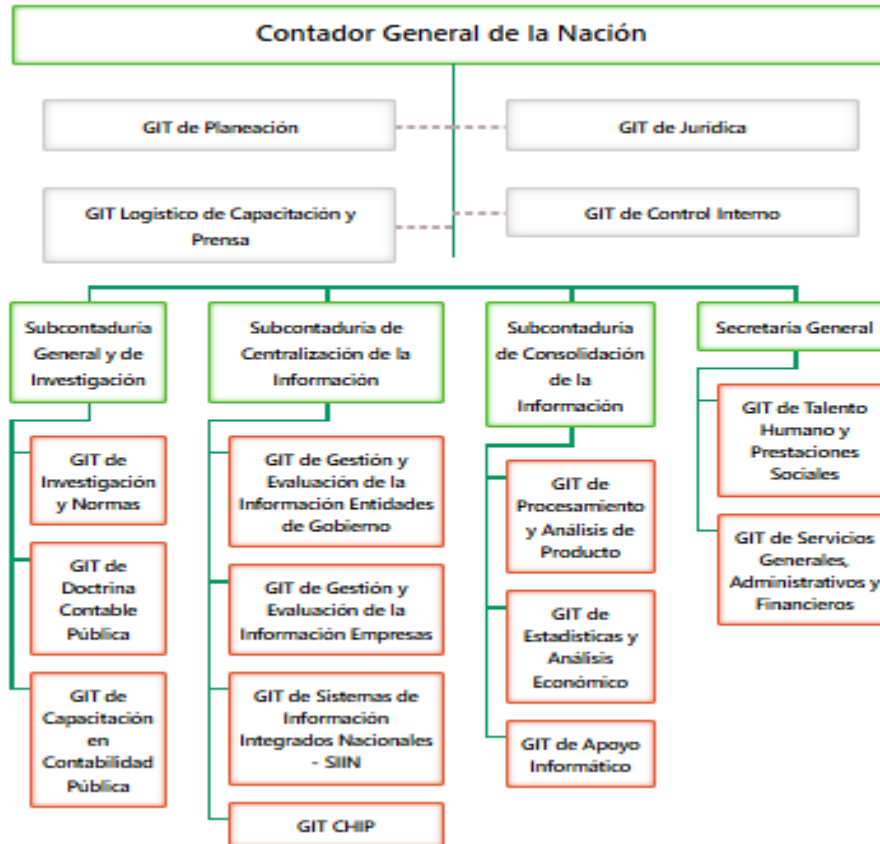 Contador General de la Nación
GIT de Planeación
GIT de Jurídica
GIT Logístico de Capacitación y
Prensa
GIT de Control Interno
Subcontaduria
General y de
Investigación
GIT de
Investigación
y Normas
GIT de
Doctrina
Contable
Pública
GIT de
Capacitación
en
Contabilidad
Pública
Subcontaduria de
Centralización de la
Información
GIT de Gestión y
Evaluación de la
Información Entidades
de Gobierno
GIT de Gestión y
Evaluación de la
Información Empresas
GIT de Sistemas de
Información
Integrados Nacionales
- SIIN
GIT CHIP
Subcontaduria
de Consolidación
de la
Información
GIT de
Procesamiento
y Análisis de
Producto
GIT de
Estadísticas y
Análisis
Económico
GIT de Apoyo
Informático
Secretaria General
GIT de Talento
Humano y
Prestaciones
Sociales
GIT de Servicios
Generales,
Administrativos y
Financieros